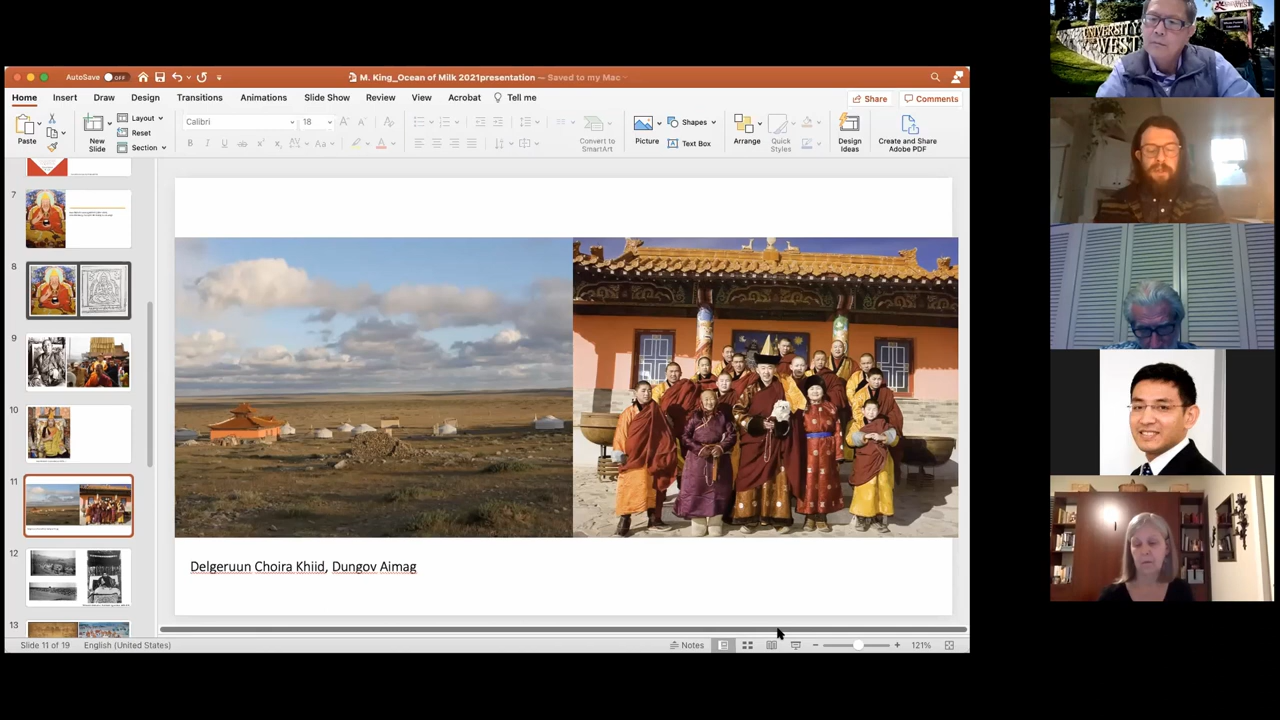 AutoSave OFF
M. King_Ocean of Milk 2021presentation — Saved to my Mac
Home Insert Draw Design Transitions Animations Slide Show Review View Acrobat Tell me
Share Comments
Paste
New Slide
Layout
Reset
Section
Calibri 18
Convert to SmartArt
Picture
Shapes
Text Box
Arrange
Quick Styles
Design Ideas
Create and Share Adobe PDF
7
8
9
10
11
12
13
Delgeruun Choira Khiid, Dungov Aimag
Slide 11 of 19 English (United States)
Notes
121%
UNIVERSITY
WEST